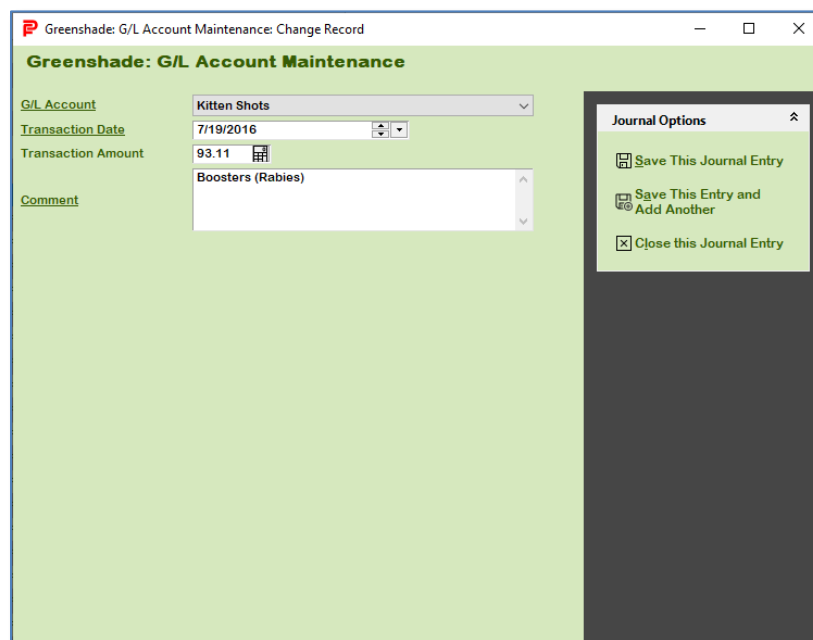 Greenshade: G/L Account Maintenance: Change Record
Greenshade: G/L Account Maintenance
G/L Account
Kitten Shots
Transaction Date
7/19/2016
Transaction Amount
93.11
Comment
Boosters (Rabies)
Journal Options
Save This Journal Entry
Save This Entry and
Add Another
Close this Journal Entry